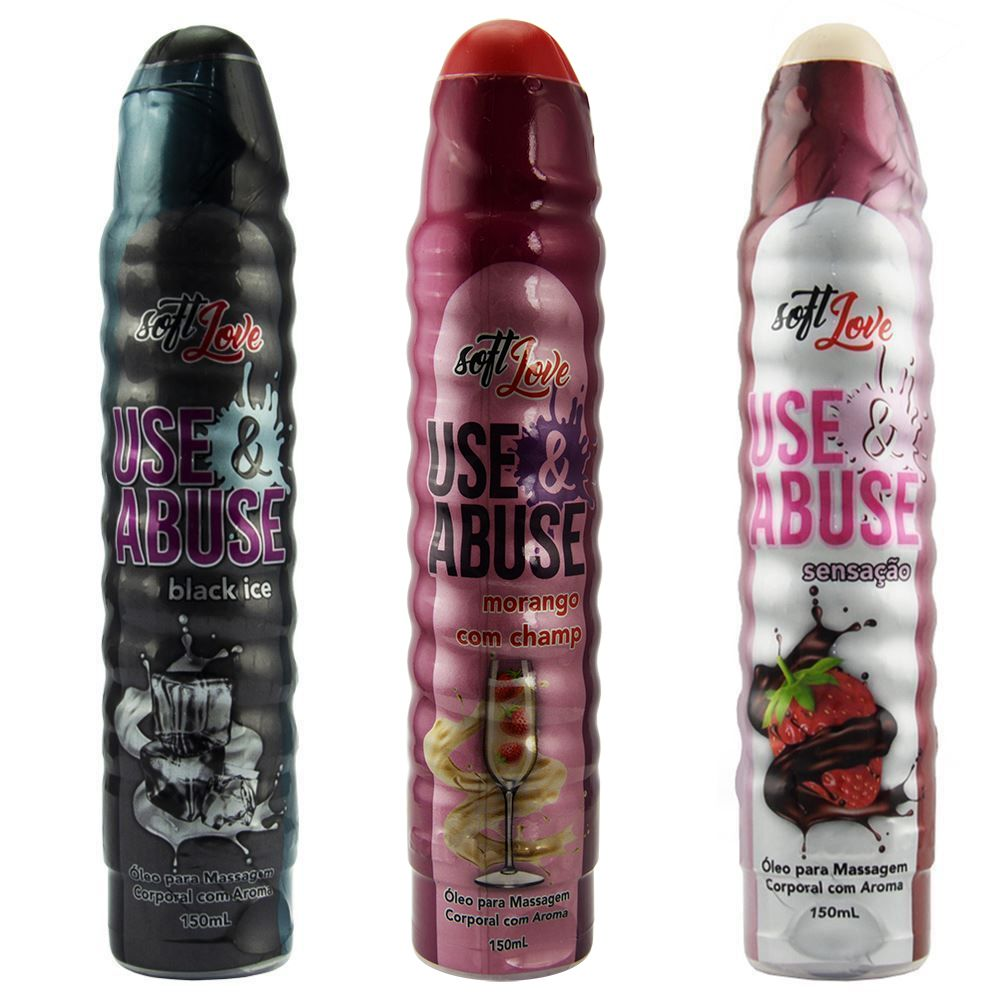 soft Love
USE &
ABUSE
black ice
Óleo para Massagem
Corporal com Aroma
150mL
soft Love
USE &
ABUSE
morango
com champ
Óleo para Massagem
Corporal com Aroma
150mL
soft Love
USE &
ABUSE
sensação
Óleo para Massagem
Corporal com Aroma
150mL